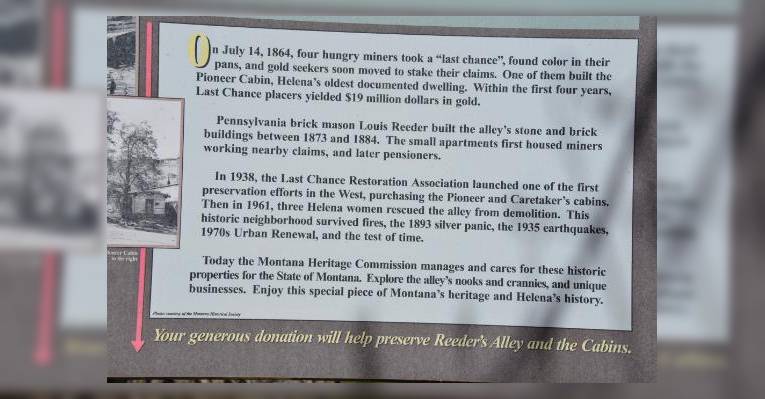 On July 14, 1864, four hungry miners took a “last chance”, found color in their
pans, and gold seekers soon moved to stake their claims. One of them built the
Pioneer Cabin, Helena’s oldest documented dwelling. Within the first four years,
Last Chance placers yielded $19 million dollars in gold.
Pennsylvania brick mason Louis Reeder built the alley’s stone and brick
buildings between 1873 and 1884. The small apartments first housed miners
working nearby claims, and later pensioners.
In 1938, the Last Chance Restoration Association launched one of the first
preservation efforts in the West, purchasing the Pioneer and Caretaker’s cabins.
Then in 1961, three Helena women rescued the alley from demolition. This
historic neighborhood survived fires, the 1893 silver panic, the 1935 earthquakes,
1970s Urban Renewal, and the test of time.
Today the Montana Heritage Commission manages and cares for these historic
properties for the State of Montana. Explore the alley’s nooks and crannies, and unique
businesses. Enjoy this special piece of Montana’s heritage and Helena’s history.
Photos courtesy of the Montana Historical Society
Your generous donation will help preserve Reeder’s Alley and the Cabins.